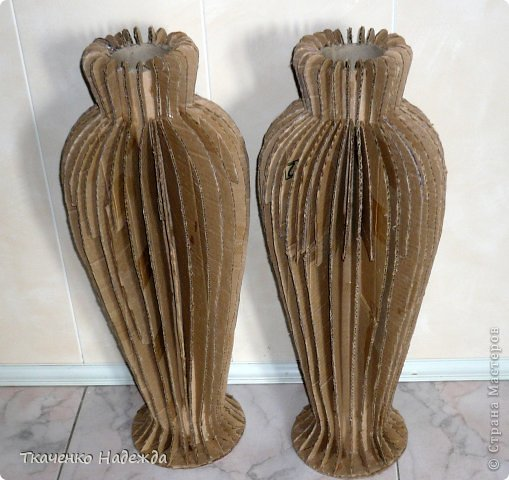 Ткаченко Надежда
© Страна Мастеров